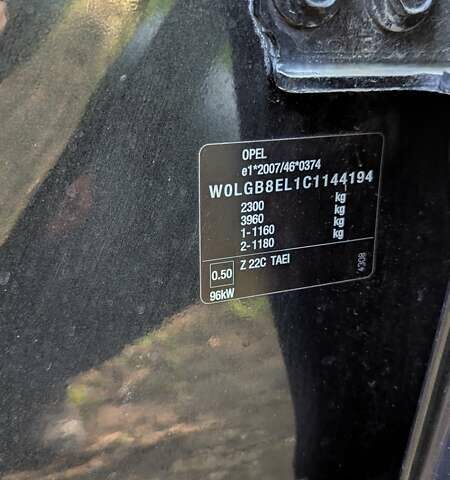 OPEL
e1*2007/46*0374
W0LGB8EL1C1144194
2300 kg
3960 kg
1-1160 kg
2-1180
0.50 Z 22C TAEI 4308
96kW